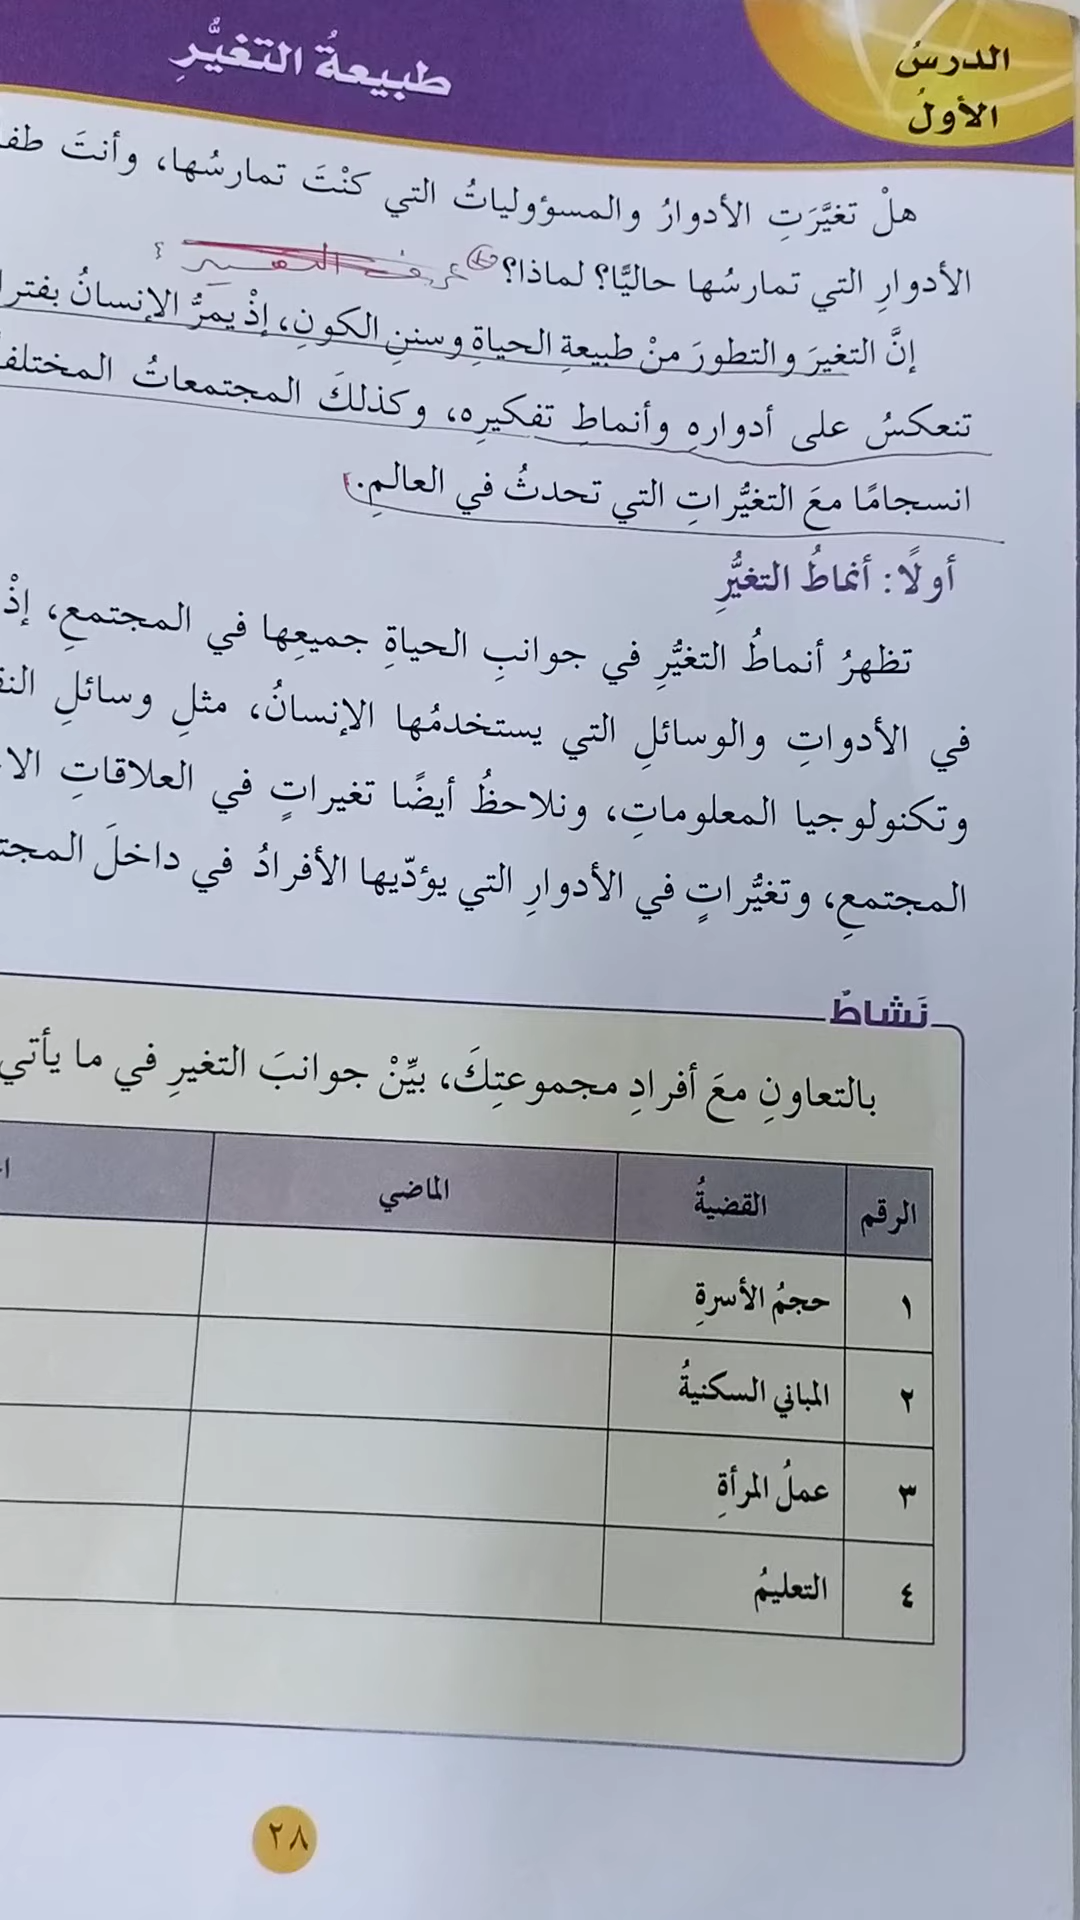 الدرسُ
الأولُ
طبيعةُ التغيُّرِ
هلْ تغيَّرَتِ الأدوارُ والمسؤولياتُ التي كنْتَ تمارسُها، وأنتَ
الأدوارِ التي تمارسُها حاليًّا؟ لماذا؟
إنَّ التغيرَ والتطورَ منْ طبيعةِ الحياةِ وسننِ الكونِ، إذْ يمرُّ الإنسانُ
تنعكسُ على أدوارِهِ وأنماطِ تفكيرِه، وكذلكَ المجتمعاتُ
انسجامًا معَ التغيُّراتِ التي تحدثُ في العالمِ.
أولًا: أنماطُ التغيُّرِ
تظهرُ أنماطُ التغيُّرِ في جوانبِ الحياةِ جميعِها في المجتمعِ، إذْ
في الأدواتِ والوسائلِ التي يستخدمُها الإنسانُ، مثلِ وسائلِ
وتكنولوجيا المعلوماتِ، ونلاحظُ أيضًا تغيراتٍ في العلاقاتِ
المجتمعِ، وتغيُّراتٍ في الأدوارِ التي يؤدّيها الأفرادُ في داخلَ
نَشاطٌ
بالتعاونِ معَ أفرادِ مجموعتِكَ، بيِّنْ جوانبَ التغيرِ في ما يأتي
الرقم القضيةُ الماضي
١ حجمُ الأسرةِ
٢ المباني السكنيةُ
٣ عملُ المرأةِ
٤ التعليمُ
٢٨